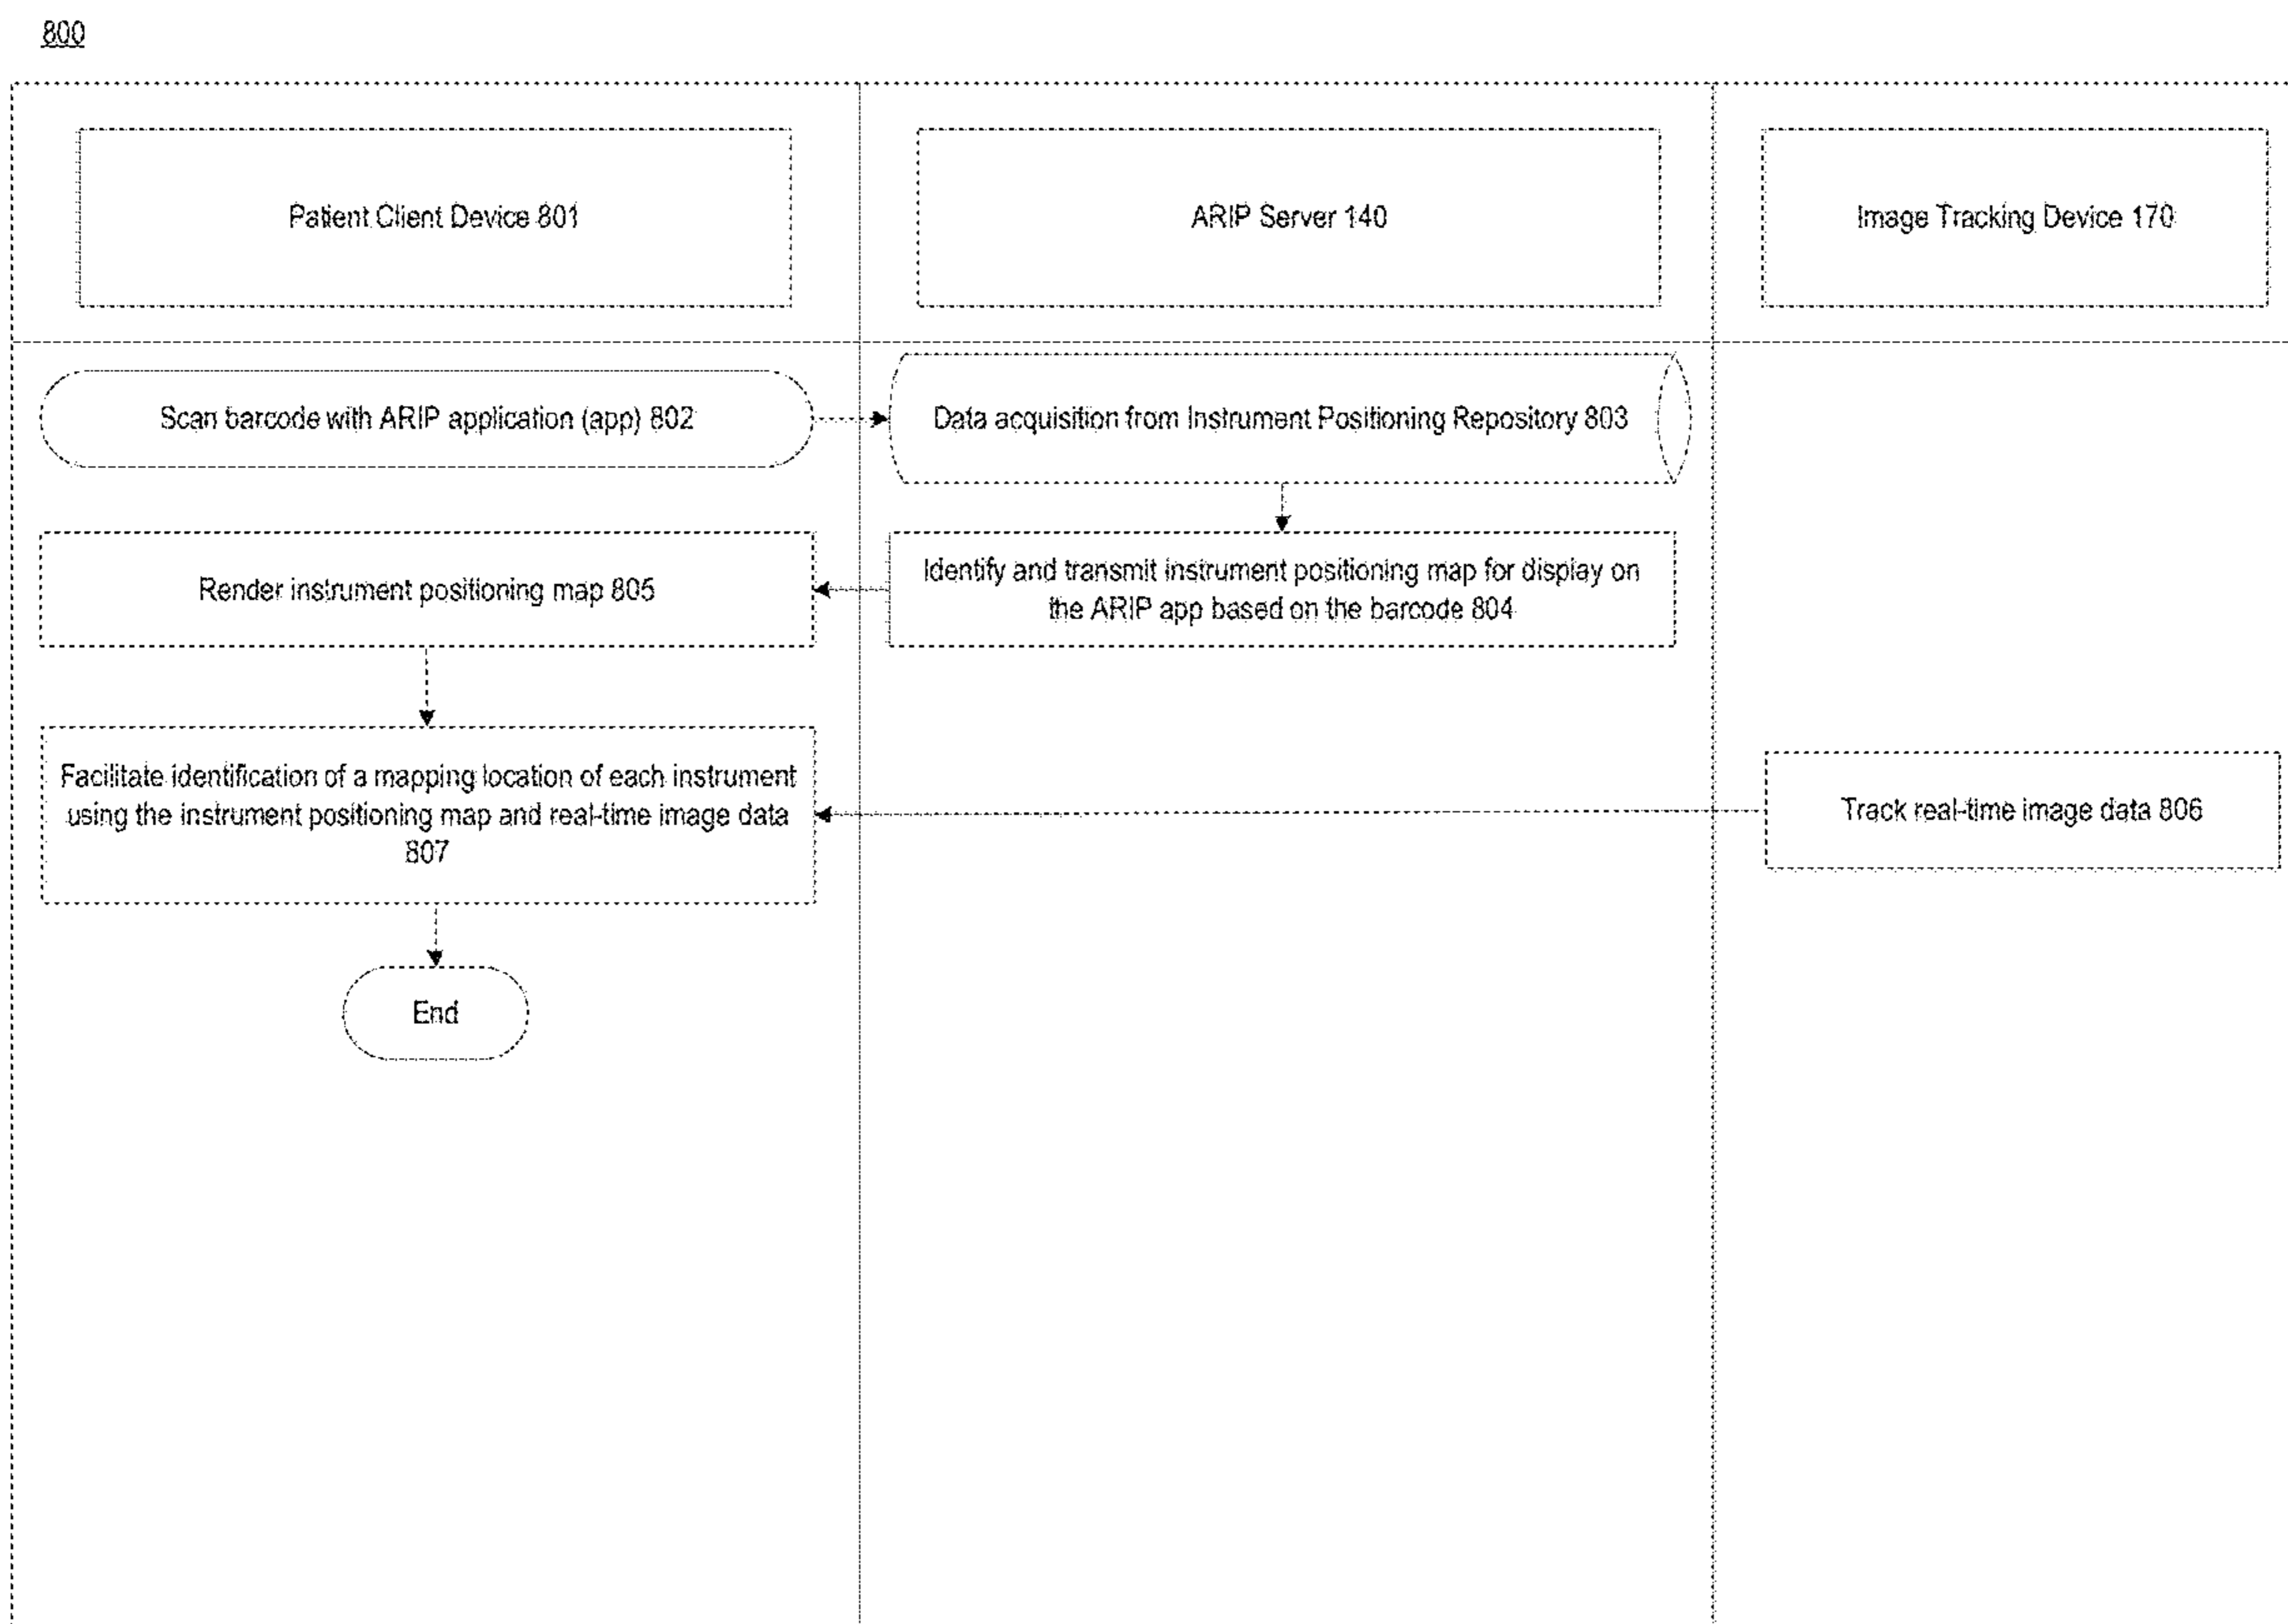 800
Patient Client Device 801
ARIP Server 140
Image Tracking Device 170
Scan barcode with ARIP application (app) 802
Data acquisition from Instrument Positioning Repository 803
Render instrument positioning map 805
Identify and transmit instrument positioning map for display on
the ARIP app based on the barcode 804
Facilitate identification of a mapping location of each instrument
using the instrument positioning map and real-time image data
807
Track real-time image data 806
End